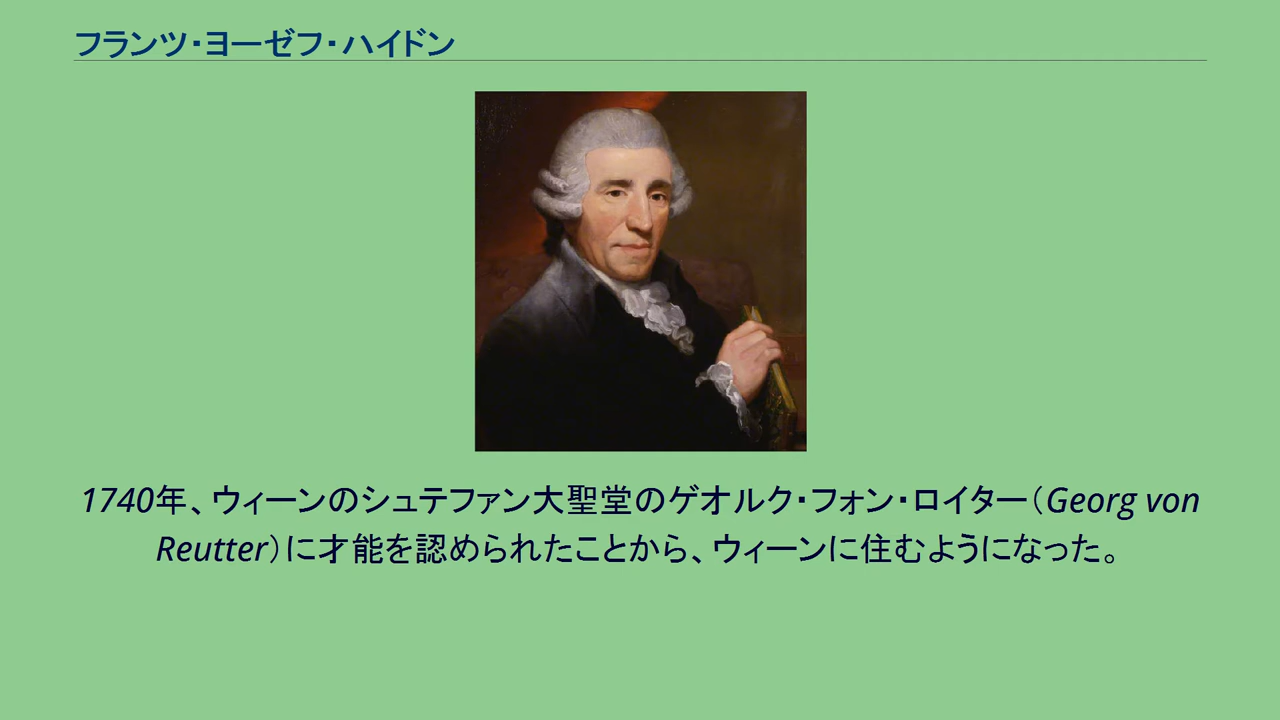 フランツ・ヨーゼフ・ハイドン
1740年、ウィーンのシュテファン大聖堂のゲオルク・フォン・ロイター（Georg von
Reutter）に才能を認められたことから、ウィーンに住むようになった。